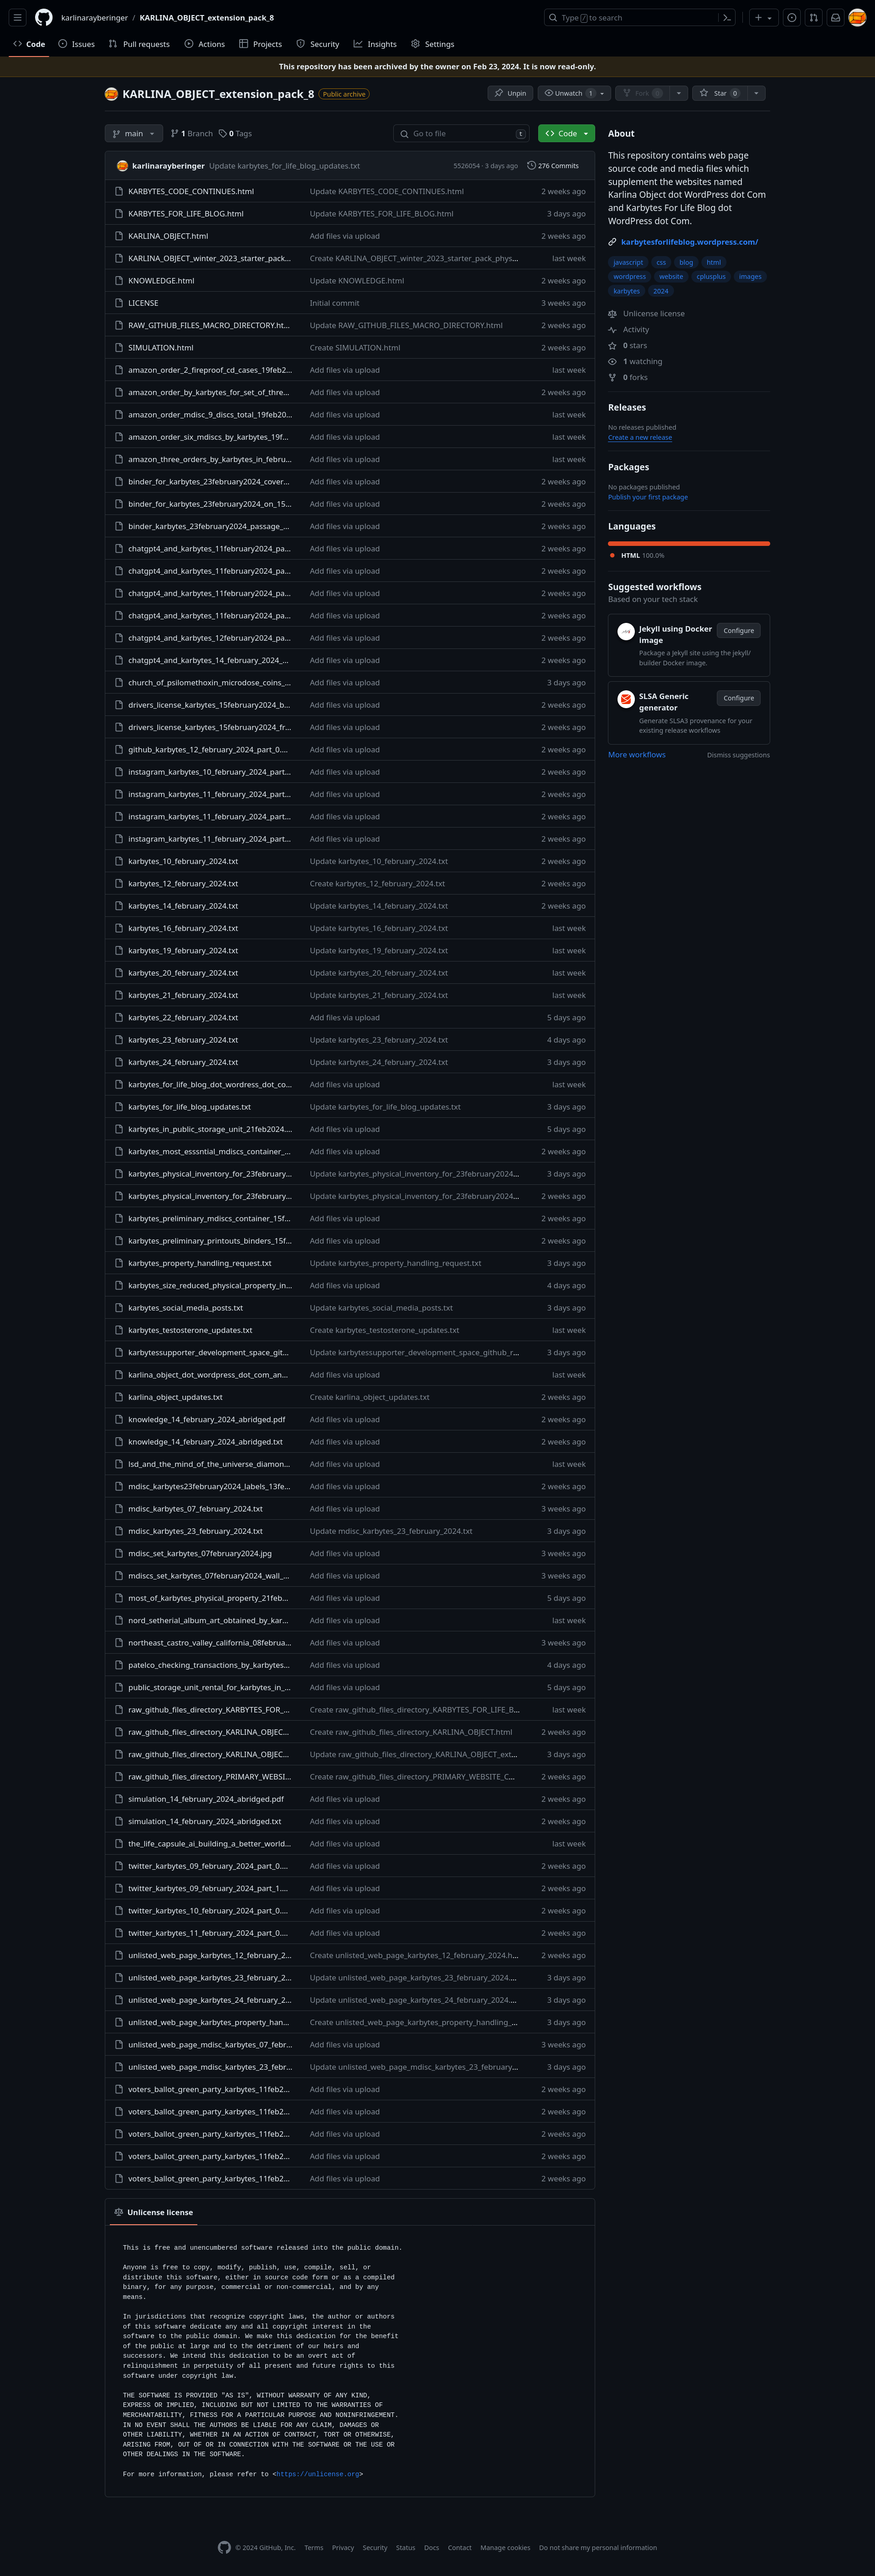 karlinarayberinger / KARLINA_OBJECT_extension_pack_8
Type / to search
Code Issues Pull requests Actions Projects Security Insights Settings
This repository has been archived by the owner on Feb 23, 2024. It is now read-only.
KARLINA_OBJECT_extension_pack_8 Public archive
Unpin Unwatch 1 Fork 0 Star 0
main 1 Branch 0 Tags Go to file t Code
karlinarayberinger Update karbytes_for_life_blog_updates.txt 5526054 · 3 days ago 276 Commits
KARBYTES_CODE_CONTINUES.html Update KARBYTES_CODE_CONTINUES.html 2 weeks ago
KARBYTES_FOR_LIFE_BLOG.html Update KARBYTES_FOR_LIFE_BLOG.html 3 days ago
KARLINA_OBJECT.html Add files via upload 2 weeks ago
KARLINA_OBJECT_winter_2023_starter_pack... Create KARLINA_OBJECT_winter_2023_starter_pack_phys... last week
KNOWLEDGE.html Update KNOWLEDGE.html 2 weeks ago
LICENSE Initial commit 3 weeks ago
RAW_GITHUB_FILES_MACRO_DIRECTORY.ht... Update RAW_GITHUB_FILES_MACRO_DIRECTORY.html 2 weeks ago
SIMULATION.html Create SIMULATION.html 2 weeks ago
amazon_order_2_fireproof_cd_cases_19feb2... Add files via upload last week
amazon_order_by_karbytes_for_set_of_thre... Add files via upload 2 weeks ago
amazon_order_mdisc_9_discs_total_19feb20... Add files via upload last week
amazon_order_six_mdiscs_by_karbytes_19f... Add files via upload last week
amazon_three_orders_by_karbytes_in_febru... Add files via upload last week
binder_for_karbytes_23february2024_cover... Add files via upload 2 weeks ago
binder_for_karbytes_23february2024_on_15... Add files via upload 2 weeks ago
binder_karbytes_23february2024_passage_... Add files via upload 2 weeks ago
chatgpt4_and_karbytes_11february2024_pa... Add files via upload 2 weeks ago
chatgpt4_and_karbytes_11february2024_pa... Add files via upload 2 weeks ago
chatgpt4_and_karbytes_11february2024_pa... Add files via upload 2 weeks ago
chatgpt4_and_karbytes_11february2024_pa... Add files via upload 2 weeks ago
chatgpt4_and_karbytes_12february2024_pa... Add files via upload 2 weeks ago
chatgpt4_and_karbytes_14_february_2024_... Add files via upload 2 weeks ago
church_of_psilomethoxin_microdose_coins_... Add files via upload 3 days ago
drivers_license_karbytes_15february2024_b... Add files via upload 2 weeks ago
drivers_license_karbytes_15february2024_fr... Add files via upload 2 weeks ago
github_karbytes_12_february_2024_part_0.... Add files via upload 2 weeks ago
instagram_karbytes_10_february_2024_part... Add files via upload 2 weeks ago
instagram_karbytes_11_february_2024_part... Add files via upload 2 weeks ago
instagram_karbytes_11_february_2024_part... Add files via upload 2 weeks ago
instagram_karbytes_11_february_2024_part... Add files via upload 2 weeks ago
karbytes_10_february_2024.txt Update karbytes_10_february_2024.txt 2 weeks ago
karbytes_12_february_2024.txt Create karbytes_12_february_2024.txt 2 weeks ago
karbytes_14_february_2024.txt Update karbytes_14_february_2024.txt 2 weeks ago
karbytes_16_february_2024.txt Update karbytes_16_february_2024.txt last week
karbytes_19_february_2024.txt Update karbytes_19_february_2024.txt last week
karbytes_20_february_2024.txt Update karbytes_20_february_2024.txt last week
karbytes_21_february_2024.txt Update karbytes_21_february_2024.txt last week
karbytes_22_february_2024.txt Add files via upload 5 days ago
karbytes_23_february_2024.txt Update karbytes_23_february_2024.txt 4 days ago
karbytes_24_february_2024.txt Update karbytes_24_february_2024.txt 3 days ago
karbytes_for_life_blog_dot_wordress_dot_co... Add files via upload last week
karbytes_for_life_blog_updates.txt Update karbytes_for_life_blog_updates.txt 3 days ago
karbytes_in_public_storage_unit_21feb2024.... Add files via upload 5 days ago
karbytes_most_esssntial_mdiscs_container_... Add files via upload 2 weeks ago
karbytes_physical_inventory_for_23february... Update karbytes_physical_inventory_for_23february2024... 3 days ago
karbytes_physical_inventory_for_23february... Update karbytes_physical_inventory_for_23february2024... 2 weeks ago
karbytes_preliminary_mdiscs_container_15f... Add files via upload 2 weeks ago
karbytes_preliminary_printouts_binders_15f... Add files via upload 2 weeks ago
karbytes_property_handling_request.txt Update karbytes_property_handling_request.txt 3 days ago
karbytes_size_reduced_physical_property_in... Add files via upload 4 days ago
karbytes_social_media_posts.txt Update karbytes_social_media_posts.txt 3 days ago
karbytes_testosterone_updates.txt Create karbytes_testosterone_updates.txt last week
karbytessupporter_development_space_git... Update karbytessupporter_development_space_github_r... 3 days ago
karlina_object_dot_wordpress_dot_com_an... Add files via upload last week
karlina_object_updates.txt Create karlina_object_updates.txt 2 weeks ago
knowledge_14_february_2024_abridged.pdf Add files via upload 2 weeks ago
knowledge_14_february_2024_abridged.txt Add files via upload 2 weeks ago
lsd_and_the_mind_of_the_universe_diamon... Add files via upload last week
mdisc_karbytes23february2024_labels_13fe... Add files via upload 2 weeks ago
mdisc_karbytes_07_february_2024.txt Add files via upload 3 weeks ago
mdisc_karbytes_23_february_2024.txt Update mdisc_karbytes_23_february_2024.txt 3 days ago
mdisc_set_karbytes_07february2024.jpg Add files via upload 3 weeks ago
mdiscs_set_karbytes_07february2024_wall_... Add files via upload 3 weeks ago
most_of_karbytes_physical_property_21feb... Add files via upload 5 days ago
nord_setherial_album_art_obtained_by_kar... Add files via upload last week
northeast_castro_valley_california_08februa... Add files via upload 3 weeks ago
patelco_checking_transactions_by_karbytes... Add files via upload 4 days ago
public_storage_unit_rental_for_karbytes_in_... Add files via upload 5 days ago
raw_github_files_directory_KARBYTES_FOR_... Create raw_github_files_directory_KARBYTES_FOR_LIFE_B... last week
raw_github_files_directory_KARLINA_OBJEC... Create raw_github_files_directory_KARLINA_OBJECT.html 2 weeks ago
raw_github_files_directory_KARLINA_OBJEC... Update raw_github_files_directory_KARLINA_OBJECT_ext... 3 days ago
raw_github_files_directory_PRIMARY_WEBSI... Create raw_github_files_directory_PRIMARY_WEBSITE_C... 2 weeks ago
simulation_14_february_2024_abridged.pdf Add files via upload 2 weeks ago
simulation_14_february_2024_abridged.txt Add files via upload 2 weeks ago
the_life_capsule_ai_building_a_better_world... Add files via upload last week
twitter_karbytes_09_february_2024_part_0.... Add files via upload 2 weeks ago
twitter_karbytes_09_february_2024_part_1.... Add files via upload 2 weeks ago
twitter_karbytes_10_february_2024_part_0.... Add files via upload 2 weeks ago
twitter_karbytes_11_february_2024_part_0.... Add files via upload 2 weeks ago
unlisted_web_page_karbytes_12_february_2... Create unlisted_web_page_karbytes_12_february_2024.h... 2 weeks ago
unlisted_web_page_karbytes_23_february_2... Update unlisted_web_page_karbytes_23_february_2024.... 3 days ago
unlisted_web_page_karbytes_24_february_2... Update unlisted_web_page_karbytes_24_february_2024.... 3 days ago
unlisted_web_page_karbytes_property_han... Create unlisted_web_page_karbytes_property_handling_... 3 days ago
unlisted_web_page_mdisc_karbytes_07_febr... Add files via upload 3 weeks ago
unlisted_web_page_mdisc_karbytes_23_febr... Update unlisted_web_page_mdisc_karbytes_23_february... 3 days ago
voters_ballot_green_party_karbytes_11feb2... Add files via upload 2 weeks ago
voters_ballot_green_party_karbytes_11feb2... Add files via upload 2 weeks ago
voters_ballot_green_party_karbytes_11feb2... Add files via upload 2 weeks ago
voters_ballot_green_party_karbytes_11feb2... Add files via upload 2 weeks ago
voters_ballot_green_party_karbytes_11feb2... Add files via upload 2 weeks ago
Unlicense license
This is free and unencumbered software released into the public domain.
Anyone is free to copy, modify, publish, use, compile, sell, or
distribute this software, either in source code form or as a compiled
binary, for any purpose, commercial or non-commercial, and by any
means.
In jurisdictions that recognize copyright laws, the author or authors
of this software dedicate any and all copyright interest in the
software to the public domain. We make this dedication for the benefit
of the public at large and to the detriment of our heirs and
successors. We intend this dedication to be an overt act of
relinquishment in perpetuity of all present and future rights to this
software under copyright law.
THE SOFTWARE IS PROVIDED "AS IS", WITHOUT WARRANTY OF ANY KIND,
EXPRESS OR IMPLIED, INCLUDING BUT NOT LIMITED TO THE WARRANTIES OF
MERCHANTABILITY, FITNESS FOR A PARTICULAR PURPOSE AND NONINFRINGEMENT.
IN NO EVENT SHALL THE AUTHORS BE LIABLE FOR ANY CLAIM, DAMAGES OR
OTHER LIABILITY, WHETHER IN AN ACTION OF CONTRACT, TORT OR OTHERWISE,
ARISING FROM, OUT OF OR IN CONNECTION WITH THE SOFTWARE OR THE USE OR
OTHER DEALINGS IN THE SOFTWARE.
For more information, please refer to <https://unlicense.org>
About
This repository contains web page
source code and media files which
supplement the websites named
Karlina Object dot WordPress dot Com
and Karbytes For Life Blog dot
WordPress dot Com.
karbytesforlifeblog.wordpress.com/
javascript css blog html
wordpress website cplusplus images
karbytes 2024
Unlicense license
Activity
0 stars
1 watching
0 forks
Releases
No releases published
Create a new release
Packages
No packages published
Publish your first package
Languages
HTML 100.0%
Suggested workflows
Based on your tech stack
Jekyll using Docker
image
Configure
Package a Jekyll site using the jekyll/
builder Docker image.
SLSA Generic
generator
Configure
Generate SLSA3 provenance for your
existing release workflows
More workflows Dismiss suggestions
© 2024 GitHub, Inc. Terms Privacy Security Status Docs Contact Manage cookies Do not share my personal information